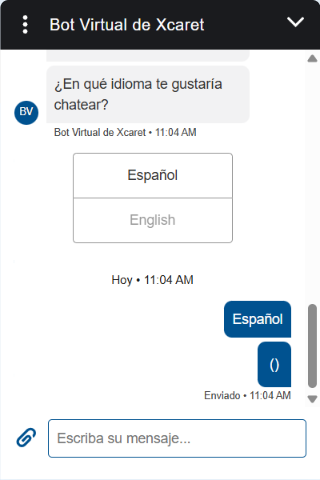 Bot Virtual de Xcaret
¿En qué idioma te gustaría
chatear?
BV
Bot Virtual de Xcaret • 11:04 AM
Español
English
Hoy • 11:04 AM
Español
()
Enviado • 11:04 AM
Escriba su mensaje...